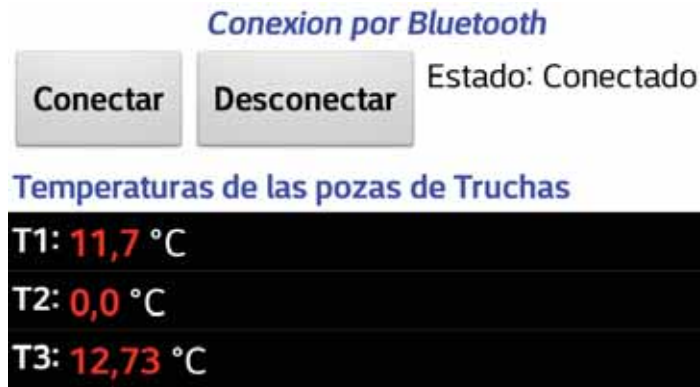 Conexion por Bluetooth
Conectar Desconectar Estado: Conectado
Temperaturas de las pozas de Truchas
T1: 11,7 °C
T2: 0,0 °C
T3: 12,73 °C